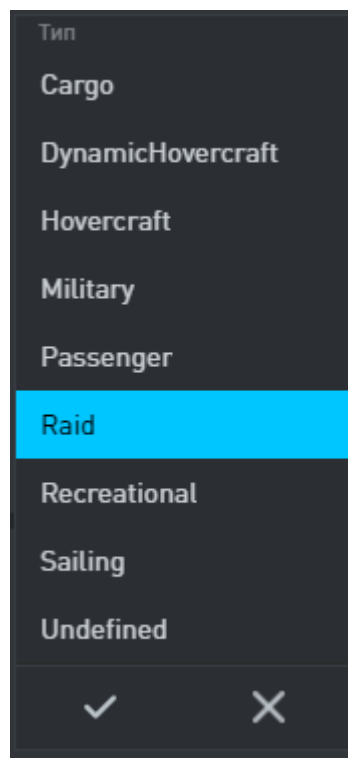 Тип
Cargo
DynamicHovercraft
Hovercraft
Military
Passenger
Raid
Recreational
Sailing
Undefined